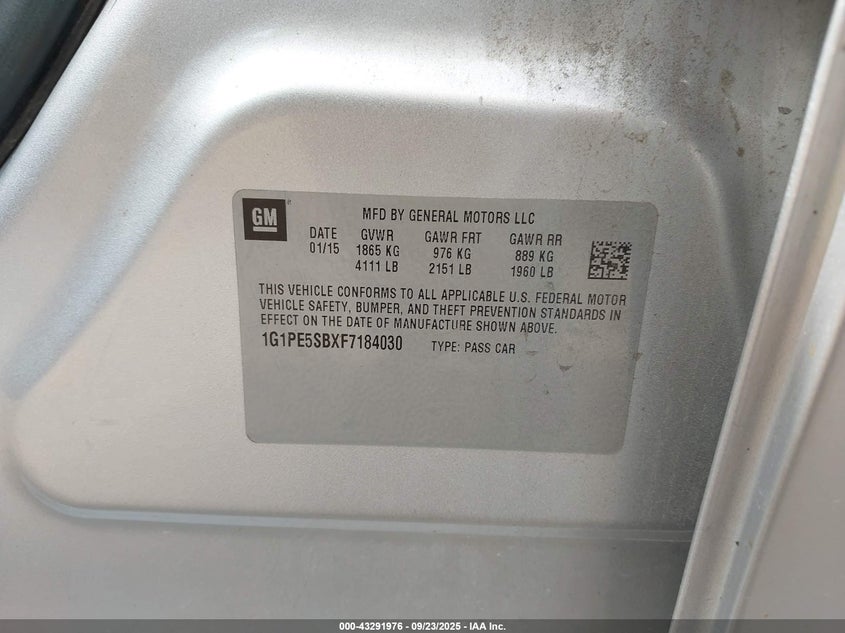 GM
MFD BY GENERAL MOTORS LLC
DATE GVWR GAWR FRT GAWR RR
01/15 1865 KG 976 KG 889 KG
4111 LB 2151 LB 1960 LB
THIS VEHICLE CONFORMS TO ALL APPLICABLE U.S. FEDERAL MOTOR
VEHICLE SAFETY, BUMPER, AND THEFT PREVENTION STANDARDS IN
EFFECT ON THE DATE OF MANUFACTURE SHOWN ABOVE.
1G1PE5SBXF7184030 TYPE: PASS CAR
000-43291976 - 09/23/2025 - IAA Inc.